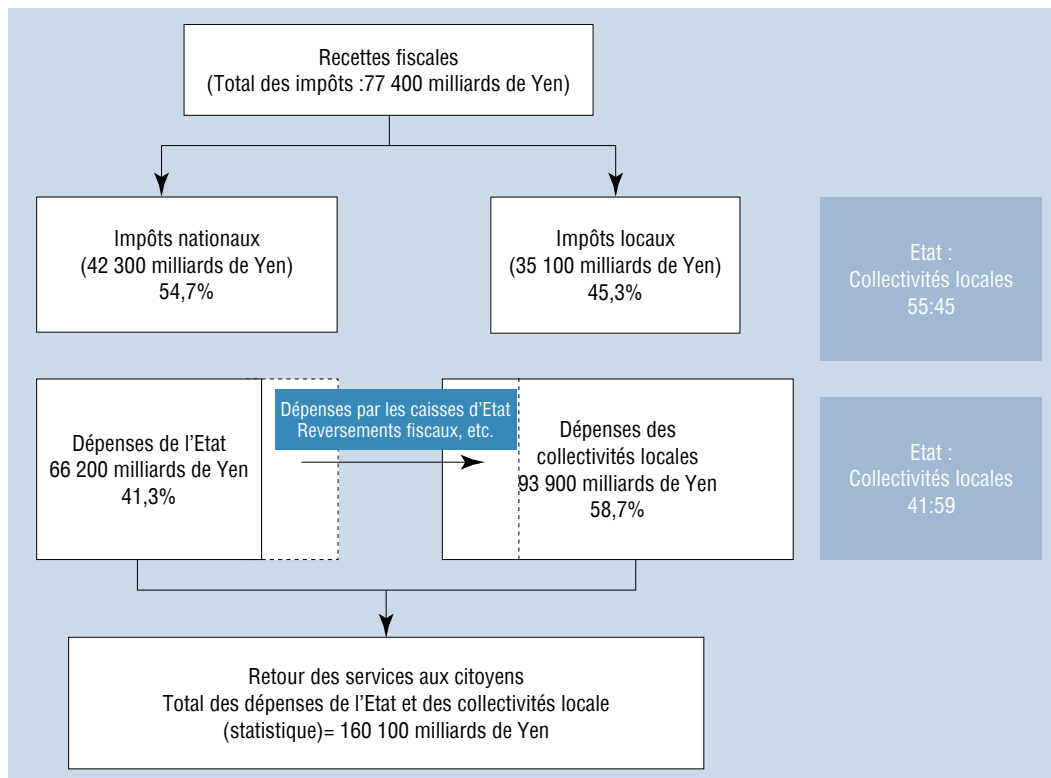 Recettes fiscales
(Total des impôts :77 400 milliards de Yen)
Impôts nationaux
(42 300 milliards de Yen)
54,7%
Impôts locaux
(35 100 milliards de Yen)
45,3%
Etat :
Collectivités locales
55:45
Dépenses de l'Etat
66 200 milliards de Yen
41,3%
Dépenses par les caisses d'Etat
Reversements fiscaux, etc.
Dépenses des
collectivités locales
93 900 milliards de Yen
58,7%
Etat :
Collectivités locales
41:59
Retour des services aux citoyens
Total des dépenses de l'Etat et des collectivités locale
(statistique)= 160 100 milliards de Yen